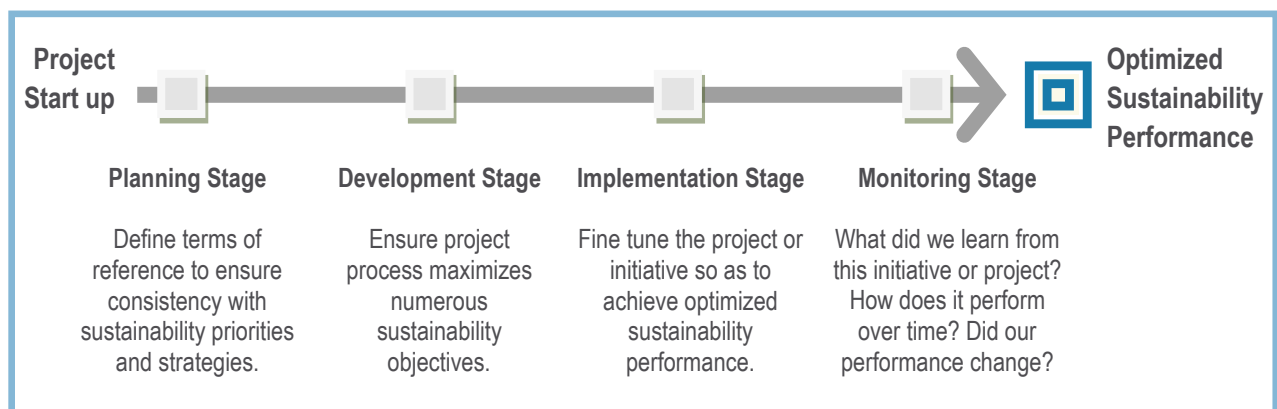 Project
Start up
Optimized
Sustainability
Performance
Planning Stage
Define terms of
reference to ensure
consistency with
sustainability priorities
and strategies.
Development Stage
Ensure project
process maximizes
numerous
sustainability
objectives.
Implementation Stage
Fine tune the project or
initiative so as to
achieve optimized
sustainability
performance.
Monitoring Stage
What did we learn from
this initiative or project?
How does it perform
over time? Did our
performance change?